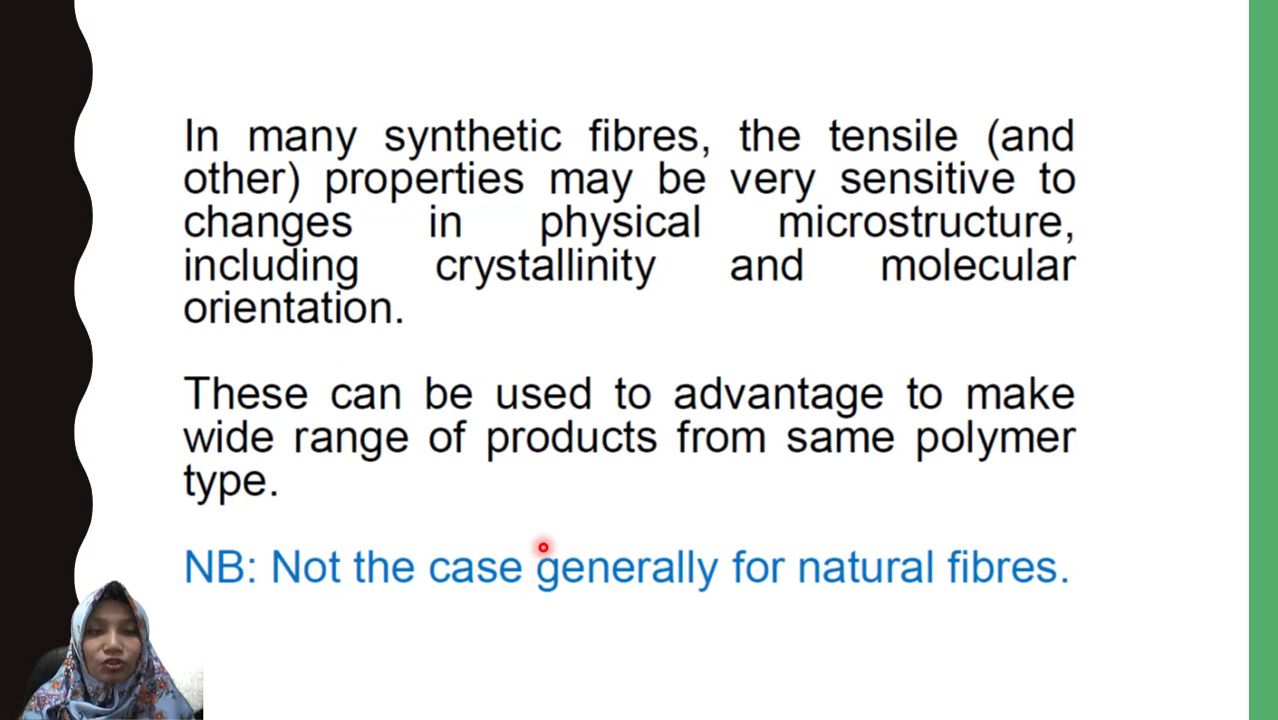 In many synthetic fibres, the tensile (and
other) properties may be very sensitive to
changes in physical microstructure,
including crystallinity and molecular
orientation.
These can be used to advantage to make
wide range of products from same polymer
type.
NB: Not the case generally for natural fibres.